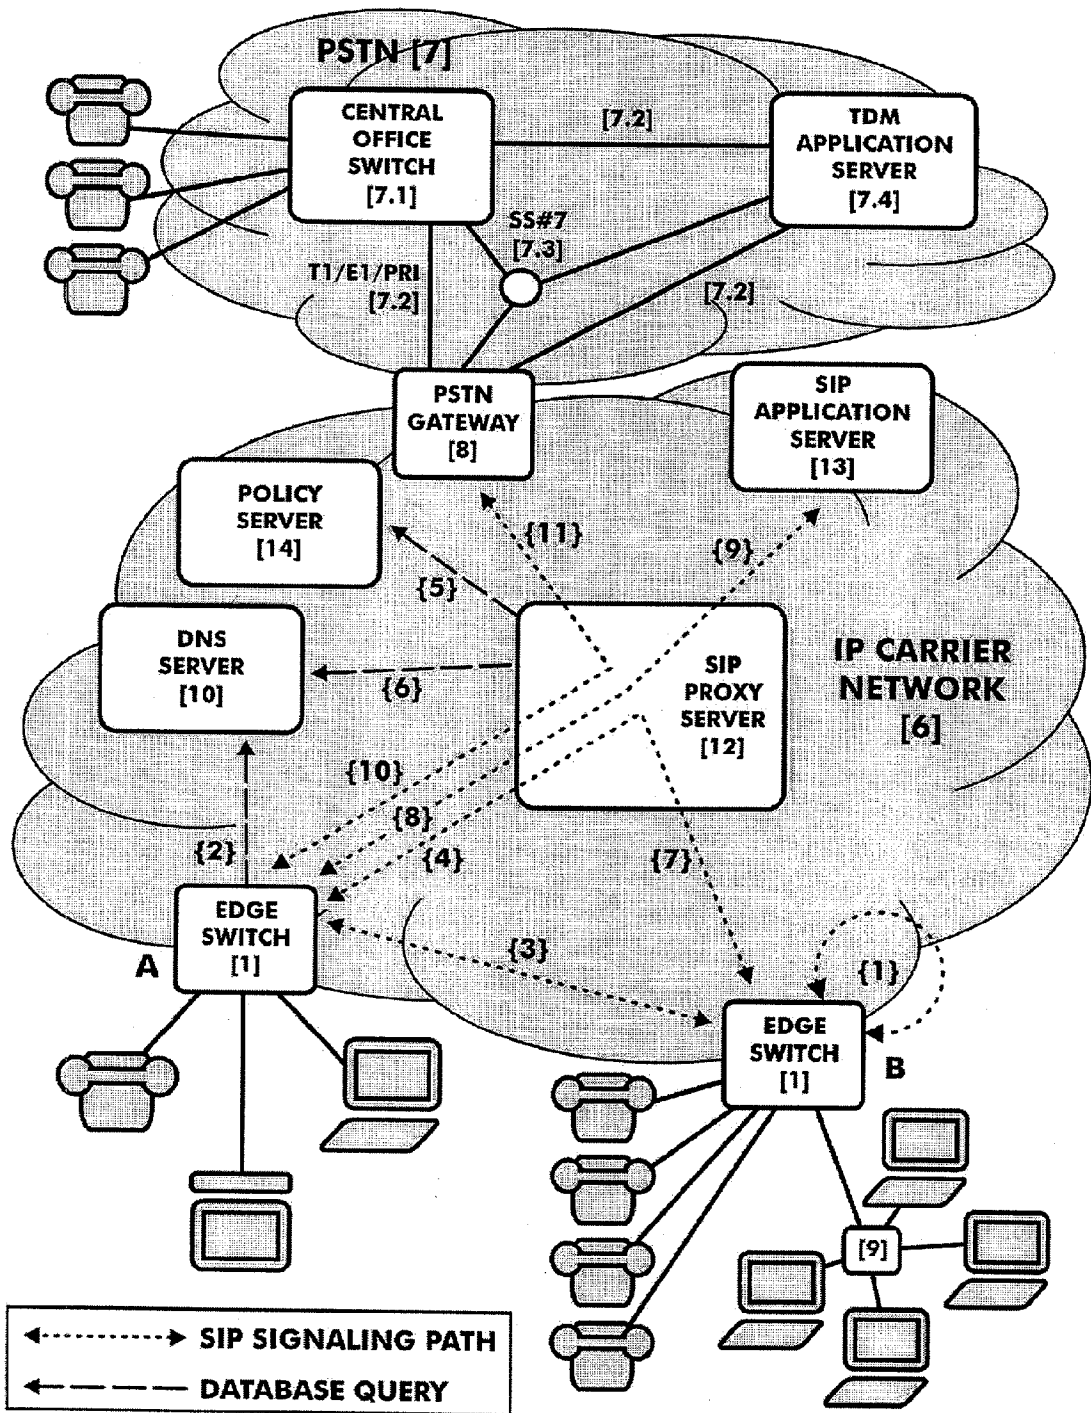 PSTN [7]
CENTRAL
OFFICE
SWITCH
[7.1]
[7.2]
TDM
APPLICATION
SERVER
[7.4]
SS#7
[7.3]
T1/E1/PRI
[7.2]
[7.2]
PSTN
GATEWAY
[8]
SIP
APPLICATION
SERVER
[13]
POLICY
SERVER
[14]
{11}
{9}
{5}
DNS
SERVER
[10]
{6}
SIP
PROXY
SERVER
[12]
IP CARRIER
NETWORK
[6]
{10}
{8}
{4}
{2}
{7}
EDGE
SWITCH
[1]
A
{3}
{1}
EDGE
SWITCH
[1]
B
[9]
SIP SIGNALING PATH
DATABASE QUERY